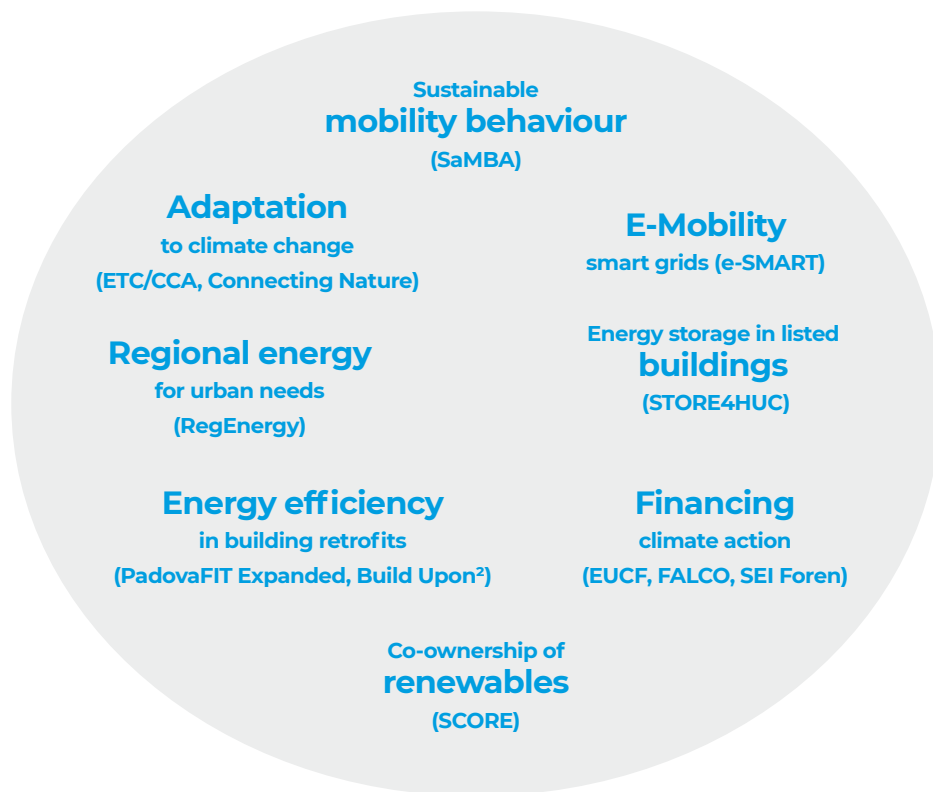 Sustainable
mobility behaviour
(SaMBA)
Adaptation
to climate change
(ETC/CCA, Connecting Nature)
E-Mobility
smart grids (e-SMART)
Regional energy
for urban needs
(RegEnergy)
Energy storage in listed
buildings
(STORE4HUC)
Energy efficiency
in building retrofits
(PadovaFIT Expanded, Build Upon²)
Financing
climate action
(EUCF, FALCO, SEI Foren)
Co-ownership of
renewables
(SCORE)